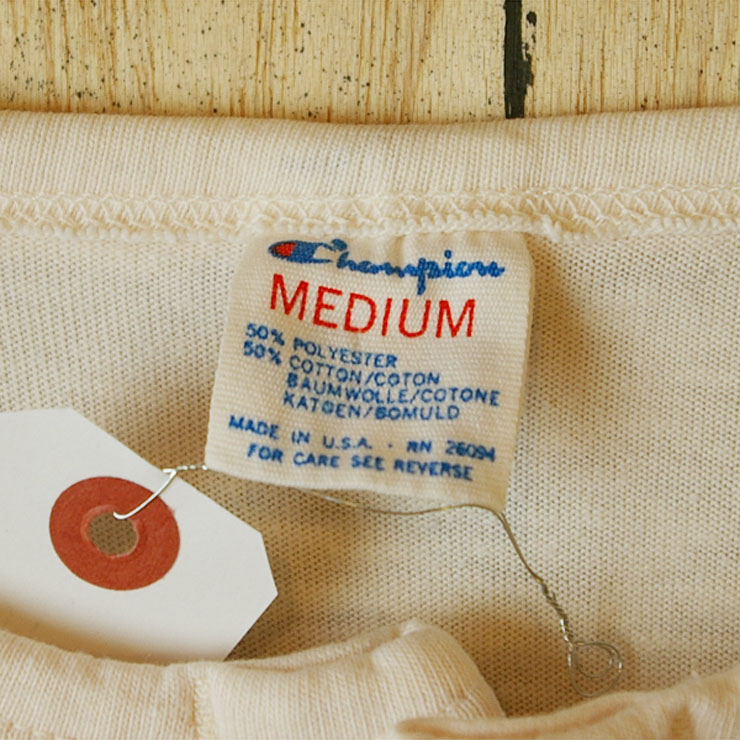 Champion
MEDIUM
50% POLYESTER
50% COTTON/COTON
BAUMWOLLE/COTONE
KATOEN/BOMULD
MADE IN U.S.A. · RN 26094
FOR CARE SEE REVERSE